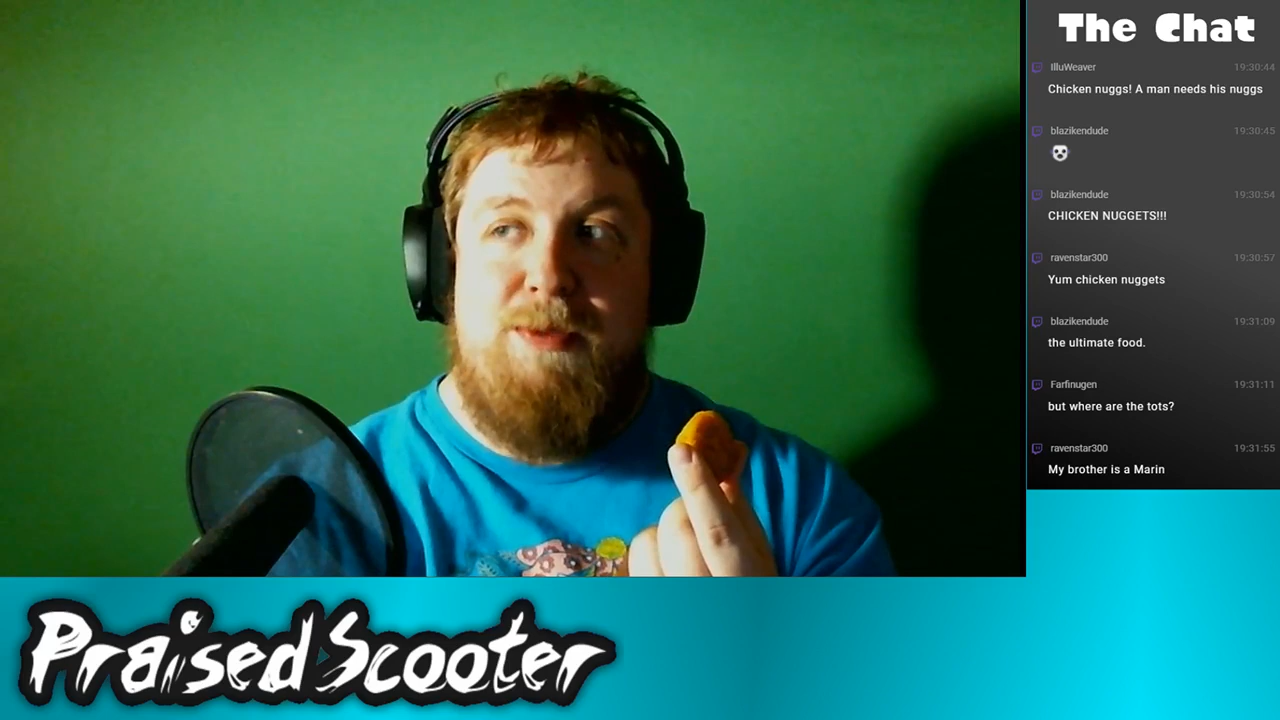 The Chat
IlluWeaver 19:30:44
Chicken nuggs! A man needs his nuggs
blazikendude 19:30:45
blazikendude 19:30:54
CHICKEN NUGGETS!!!
ravenstar300 19:30:57
Yum chicken nuggets
blazikendude 19:31:09
the ultimate food.
Farfinugen 19:31:11
but where are the tots?
ravenstar300 19:31:55
My brother is a Marin
PraisedScooter